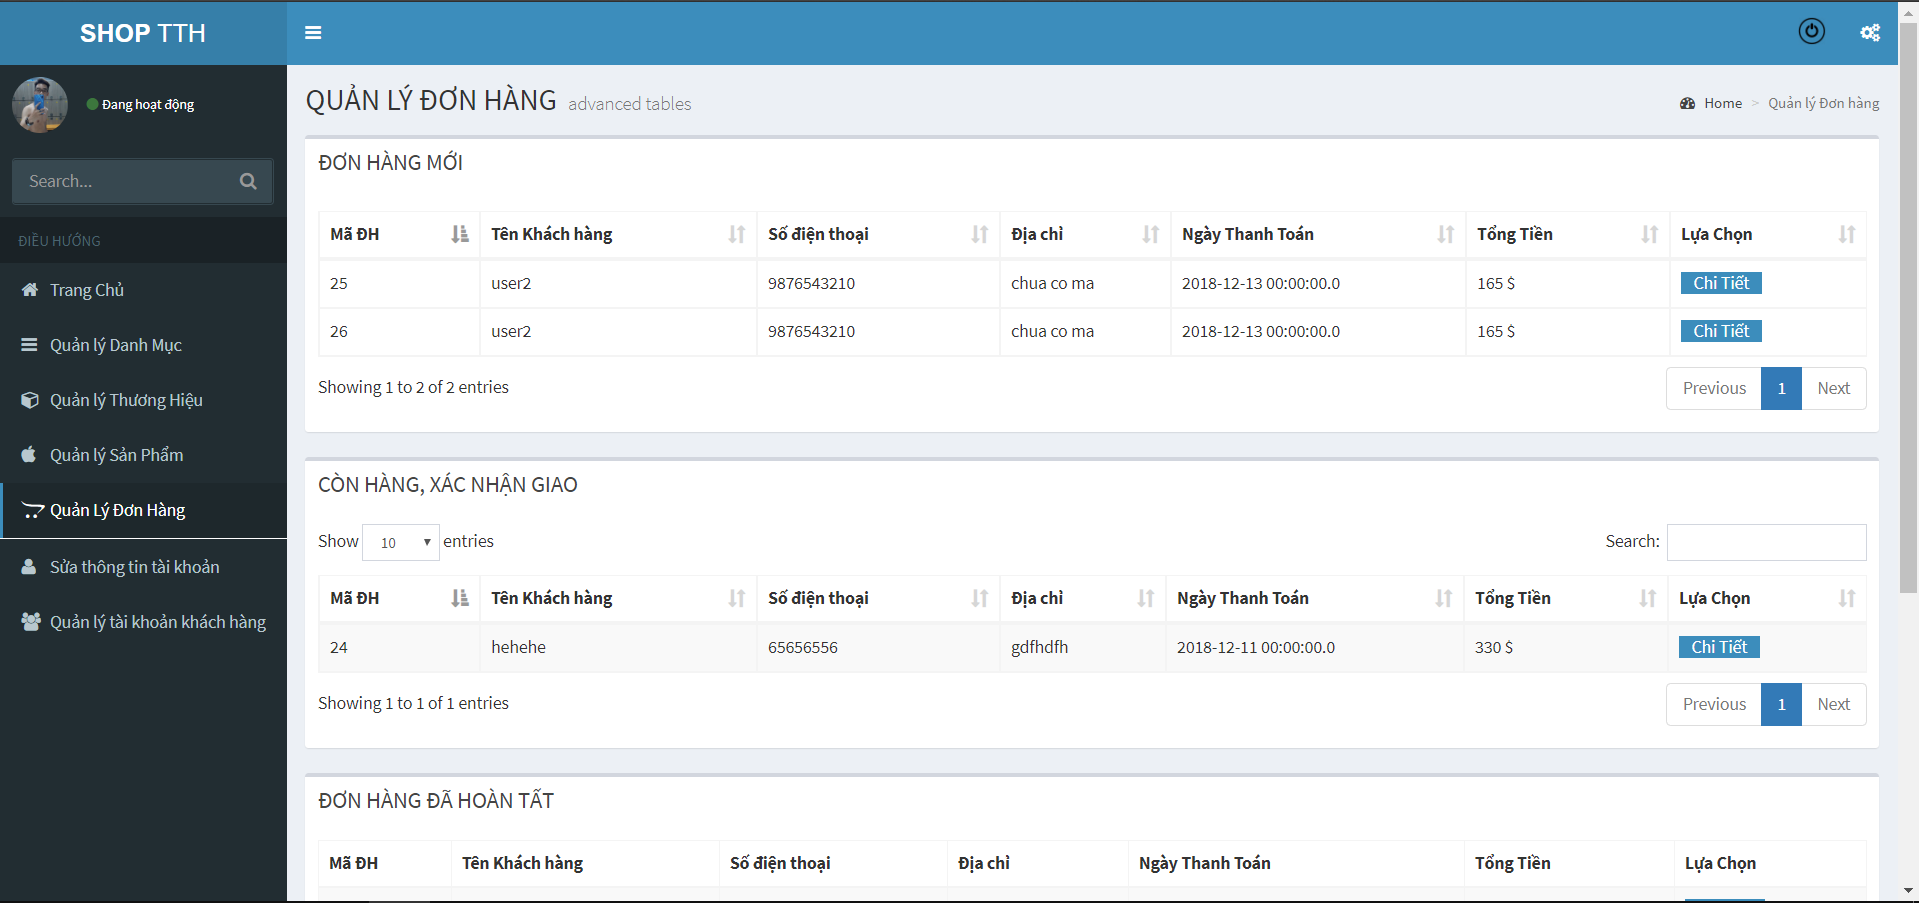 SHOP TTH
Đang hoạt động
Search...
ĐIỀU HƯỚNG
Trang Chủ
Quản lý Danh Mục
Quản lý Thương Hiệu
Quản lý Sản Phẩm
Quản Lý Đơn Hàng
Sửa thông tin tài khoản
Quản lý tài khoản khách hàng
QUẢN LÝ ĐƠN HÀNG advanced tables
Home > Quản lý Đơn hàng
ĐƠN HÀNG MỚI
Mã ĐH Tên Khách hàng Số điện thoại Địa chỉ Ngày Thanh Toán Tổng Tiền Lựa Chọn
25 user2 9876543210 chua co ma 2018-12-13 00:00:00.0 165 $ Chi Tiết
26 user2 9876543210 chua co ma 2018-12-13 00:00:00.0 165 $ Chi Tiết
Showing 1 to 2 of 2 entries Previous 1 Next
CÒN HÀNG, XÁC NHẬN GIAO
Show 10 entries Search:
Mã ĐH Tên Khách hàng Số điện thoại Địa chỉ Ngày Thanh Toán Tổng Tiền Lựa Chọn
24 hehehe 65656556 gdfhdfh 2018-12-11 00:00:00.0 330 $ Chi Tiết
Showing 1 to 1 of 1 entries Previous 1 Next
ĐƠN HÀNG ĐÃ HOÀN TẤT
Mã ĐH Tên Khách hàng Số điện thoại Địa chỉ Ngày Thanh Toán Tổng Tiền Lựa Chọn